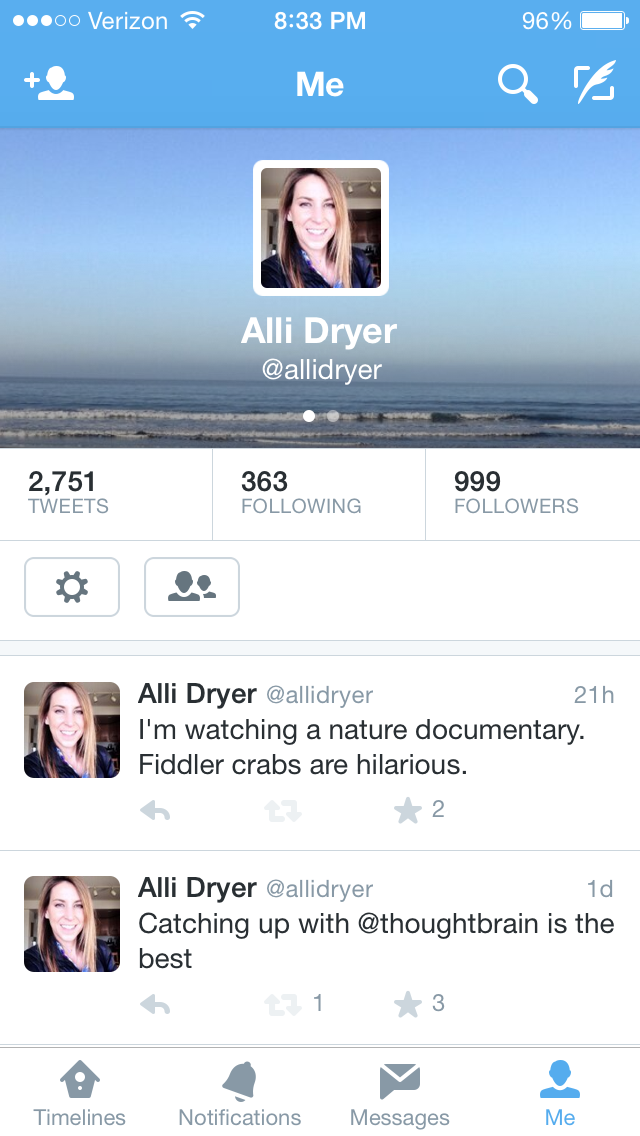 Verizon 8:33 PM 96%
Me
Alli Dryer
@allidryer
2,751 363 999
TWEETS FOLLOWING FOLLOWERS
Alli Dryer @allidryer 21h
I'm watching a nature documentary.
Fiddler crabs are hilarious.
2
Alli Dryer @allidryer 1d
Catching up with @thoughtbrain is the
best
1 3
Timelines Notifications Messages Me